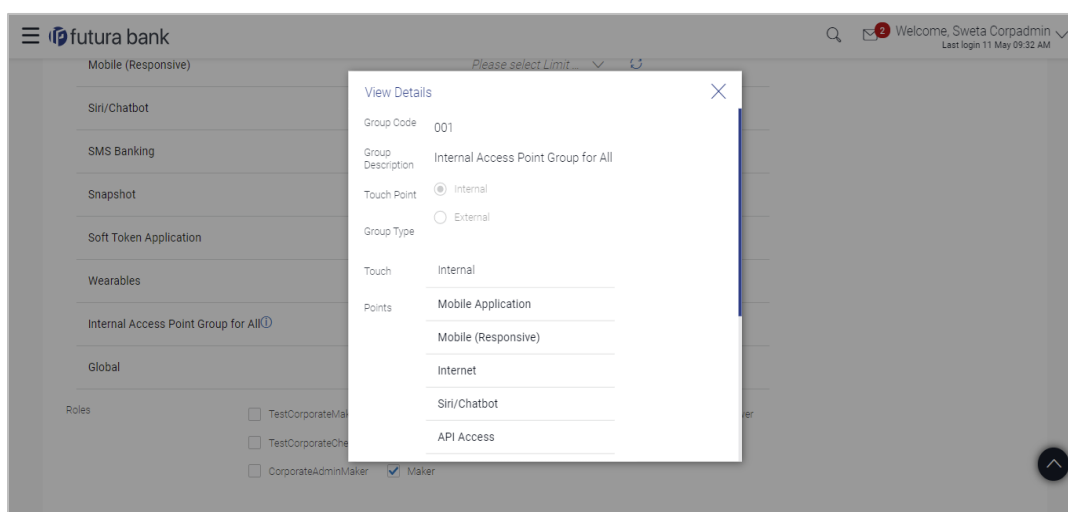 futura bank
2
Welcome, Sweta Corpadmin
Last login 11 May 09:32 AM
Mobile (Responsive)
Please select Limit ...
Siri/Chatbot
SMS Banking
Snapshot
Soft Token Application
Wearables
Internal Access Point Group for All
Global
Roles
TestCorporateMak
ver
TestCorporateChe
CorporateAdminMaker
Maker
View Details
Group Code
001
Group
Description
Internal Access Point Group for All
Touch Point
Internal
External
Group Type
Touch
Points
Internal
Mobile Application
Mobile (Responsive)
Internet
Siri/Chatbot
API Access